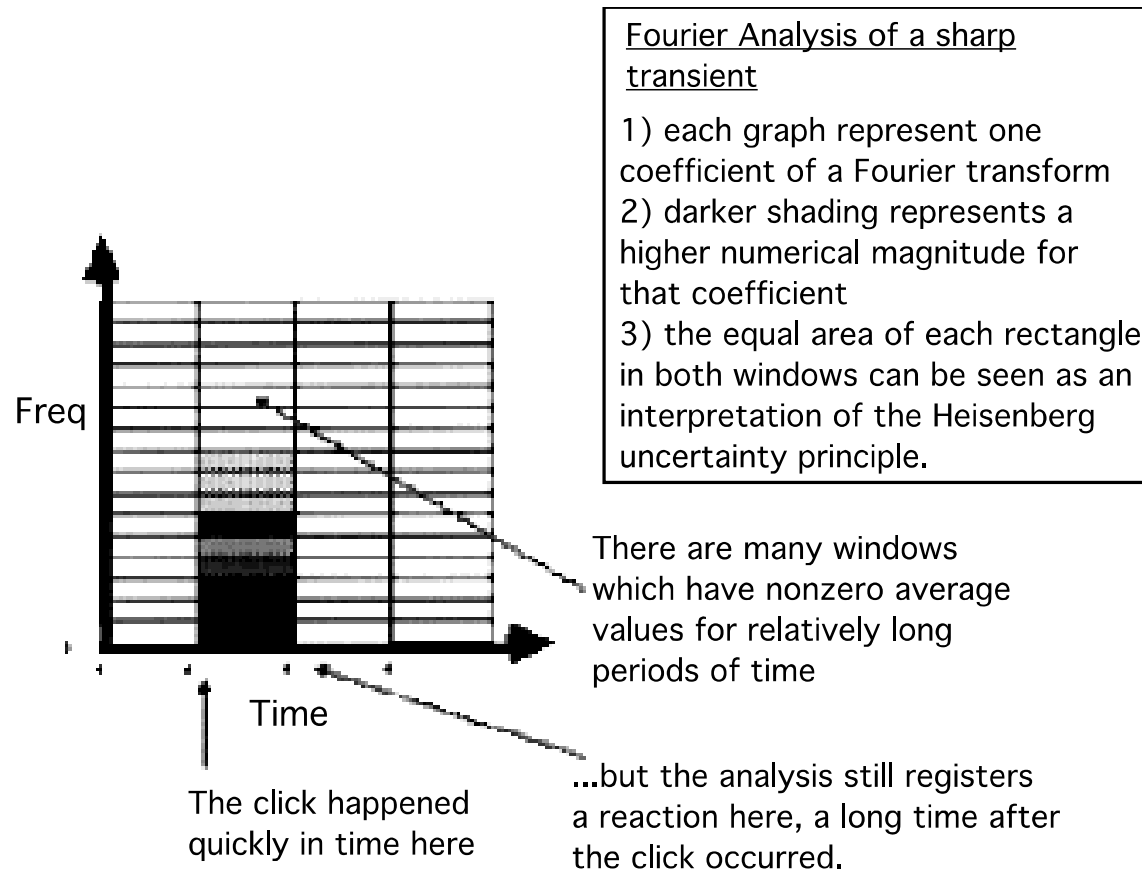 Fourier Analysis of a sharp
transient
1) each graph represent one
coefficient of a Fourier transform
2) darker shading represents a
higher numerical magnitude for
that coefficient
3) the equal area of each rectangle
in both windows can be seen as an
interpretation of the Heisenberg
uncertainty principle.
Freq
There are many windows
which have nonzero average
values for relatively long
periods of time
Time
The click happened
quickly in time here
...but the analysis still registers
a reaction here, a long time after
the click occurred.